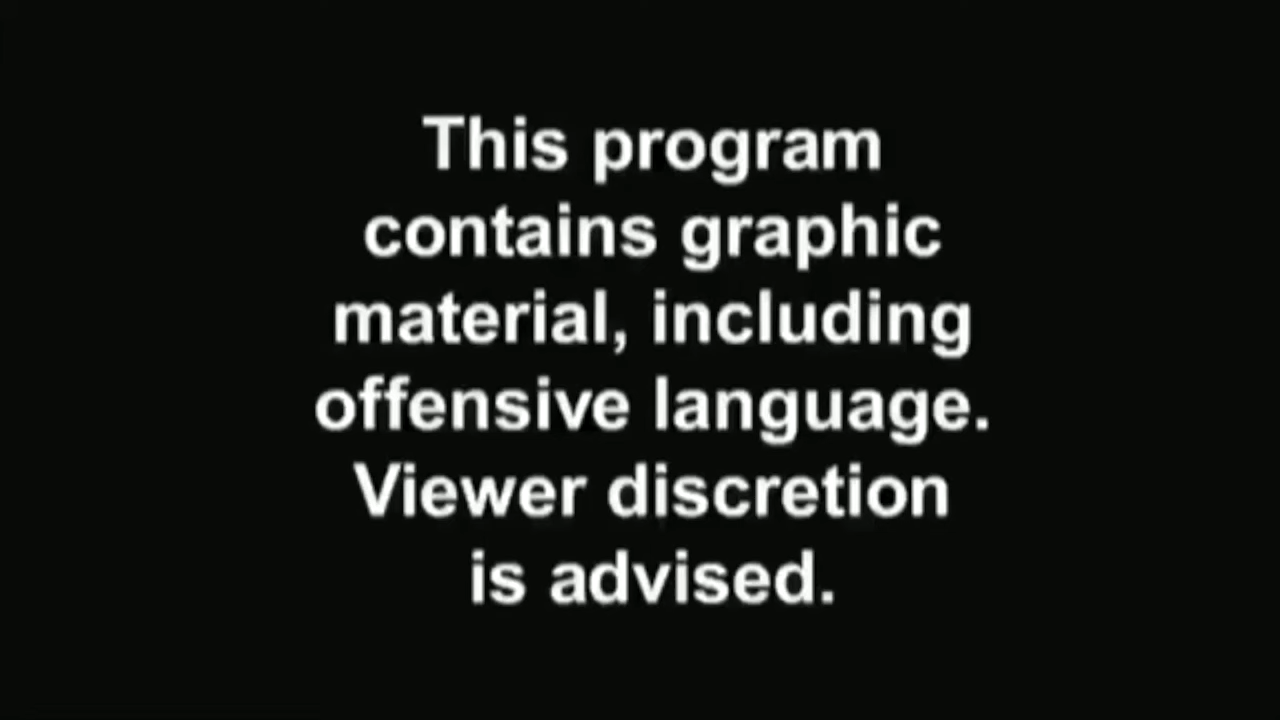 This program
contains graphic
material, including
offensive language.
Viewer discretion
is advised.